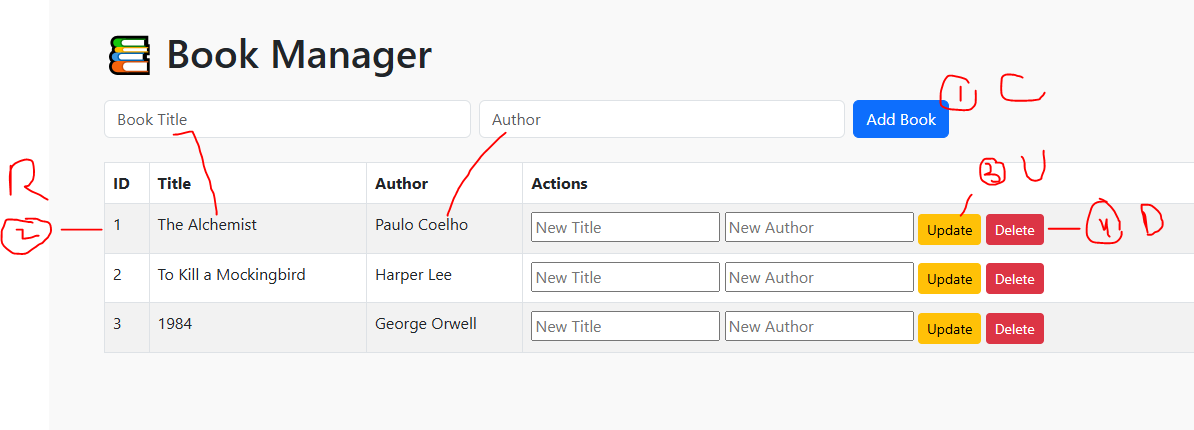 Book Manager
1 C
Book Title Author Add Book
3 U
R
ID Title Author Actions
2 1 The Alchemist Paulo Coelho New Title New Author Update Delete 4 D
2 To Kill a Mockingbird Harper Lee New Title New Author Update Delete
3 1984 George Orwell New Title New Author Update Delete